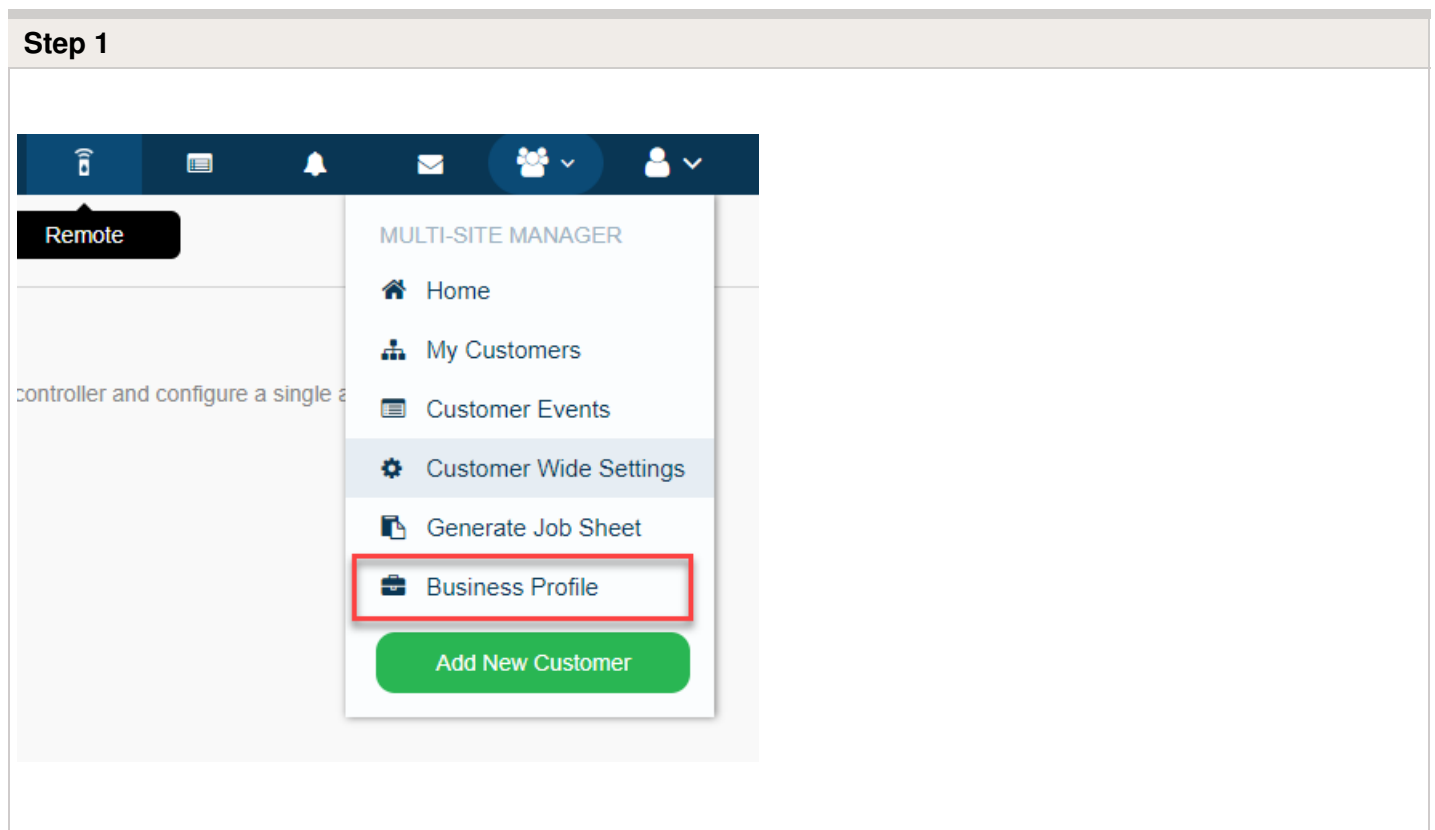 Step 1
Remote
MULTI-SITE MANAGER
Home
My Customers
controller and configure a single a
Customer Events
Customer Wide Settings
Generate Job Sheet
Business Profile
Add New Customer